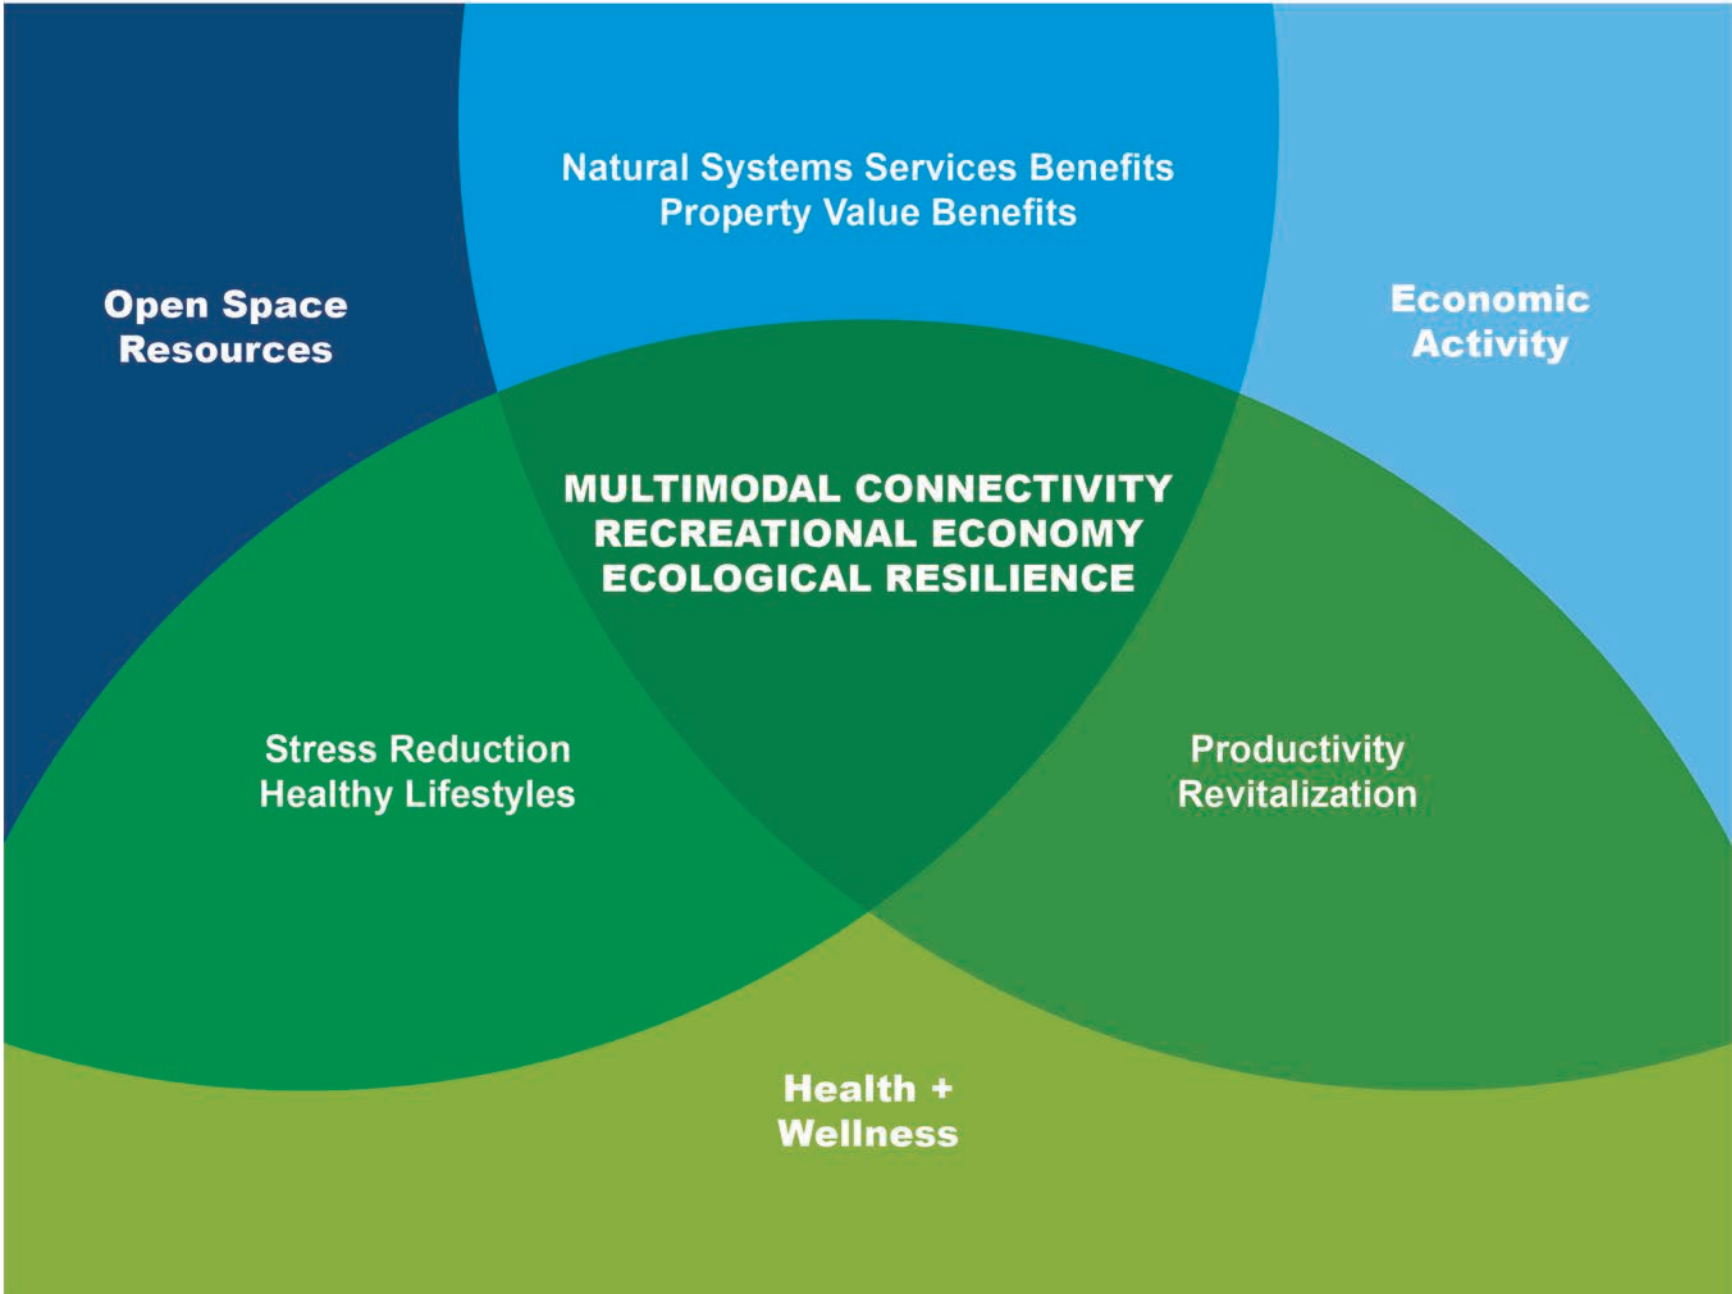 Natural Systems Services Benefits
Property Value Benefits
Open Space
Resources
Economic
Activity
MULTIMODAL CONNECTIVITY
RECREATIONAL ECONOMY
ECOLOGICAL RESILIENCE
Stress Reduction
Healthy Lifestyles
Productivity
Revitalization
Health +
Wellness